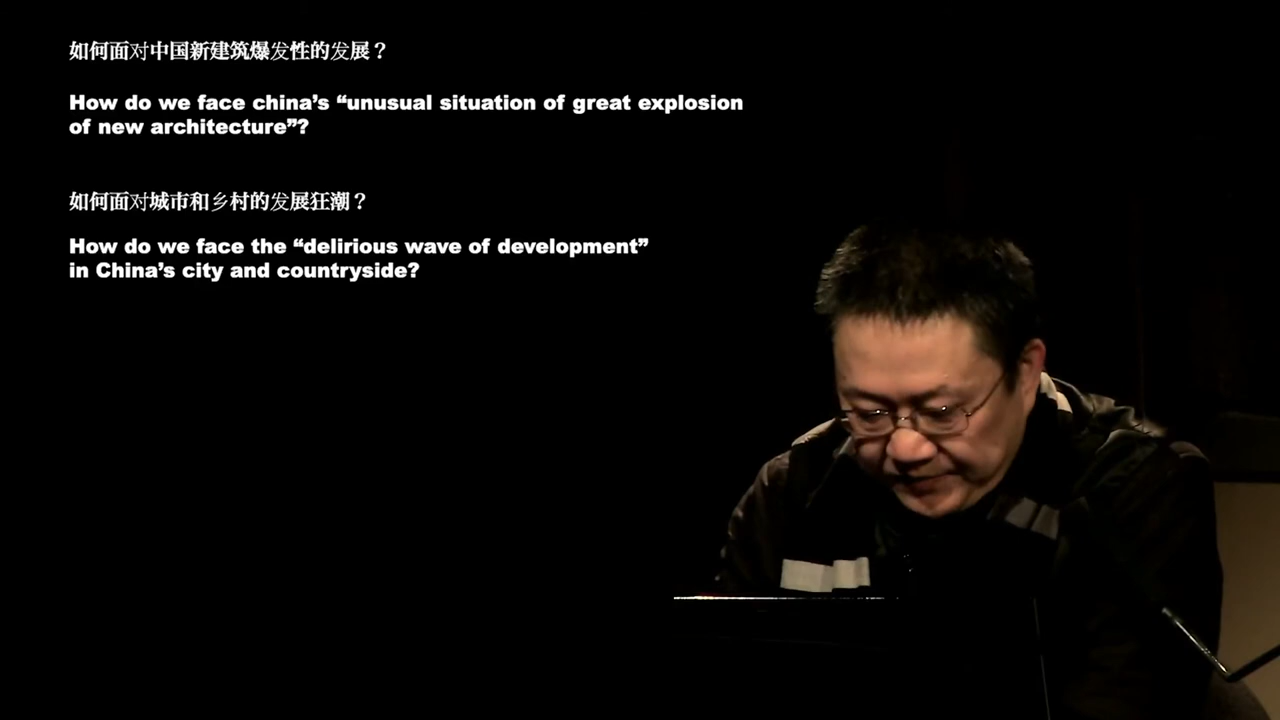 如何面对中国新建筑爆发性的发展？
How do we face china’s “unusual situation of great explosion
of new architecture”?
如何面对城市和乡村的发展狂潮？
How do we face the “delirious wave of development”
in China’s city and countryside?